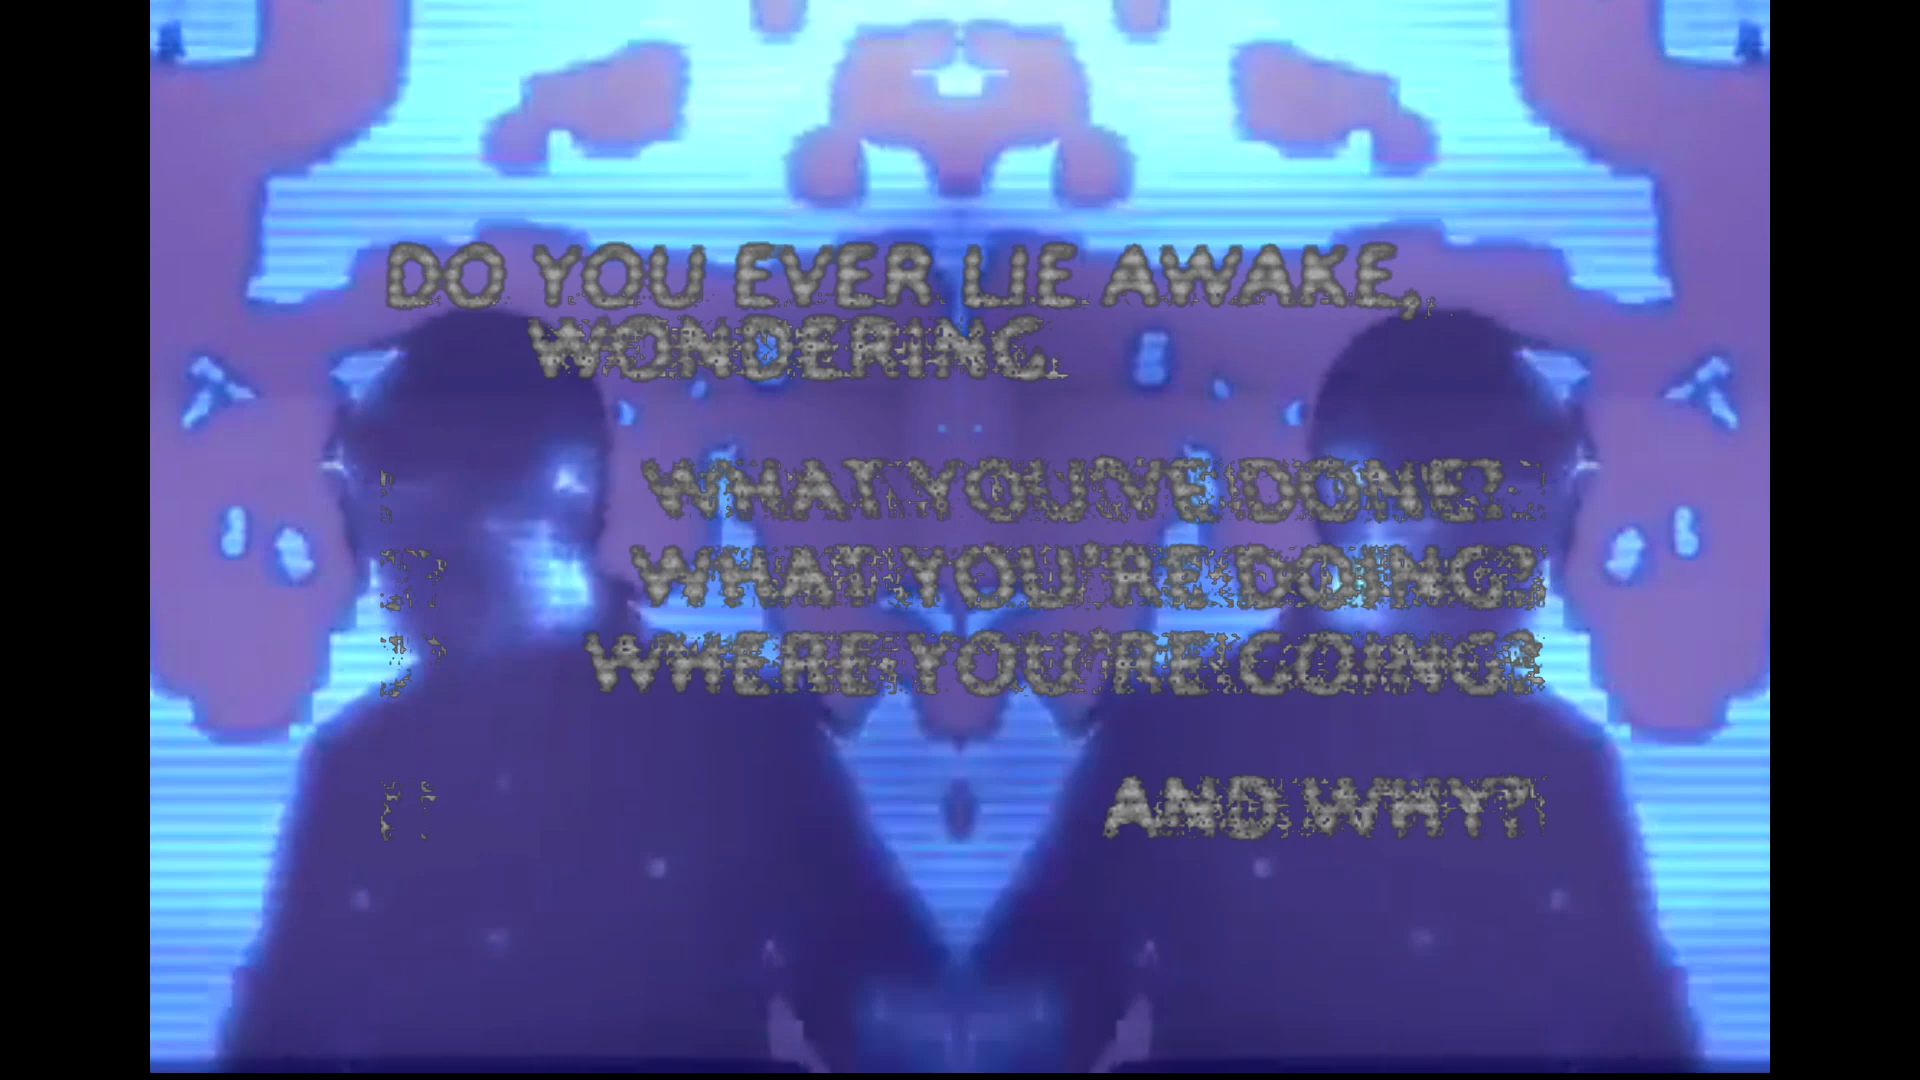 DO YOU EVER LIE AWAKE,
WONDERING.
WHAT YOU'VE DONE?
WHAT YOU'RE DOING?
WHERE YOU'RE GOING?
AND WHY?